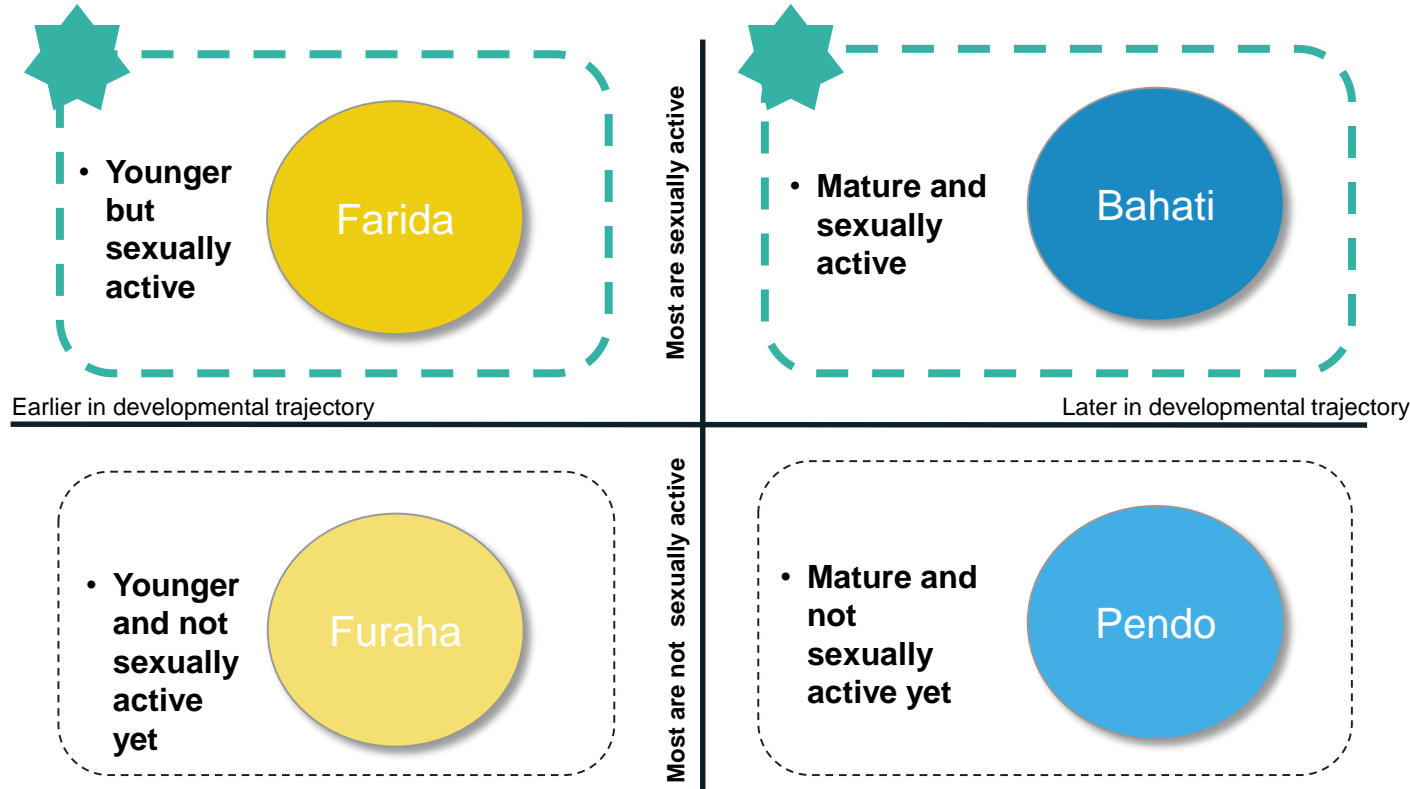 • Younger
but
sexually
active
Farida
Most are sexually active
• Mature and
sexually
active
Bahati
Earlier in developmental trajectory
Later in developmental trajectory
• Younger
and not
sexually
active
yet
Furaha
Most are not sexually active
• Mature and
not
sexually
active yet
Pendo